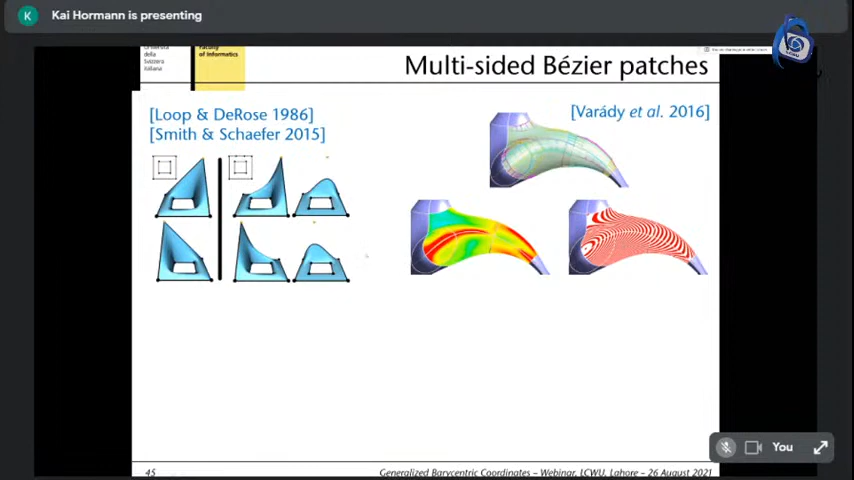 K
Kai Hormann is presenting
Università
della
Svizzera
italiana
Faculty
of Informatics
Multi-sided Bézier patches
[Loop & DeRose 1986]
[Smith & Schaefer 2015]
[Varády et al. 2016]
You
45
Generalized Barycentric Coordinates – Webinar, LCWU, Lahore – 26 August 2021